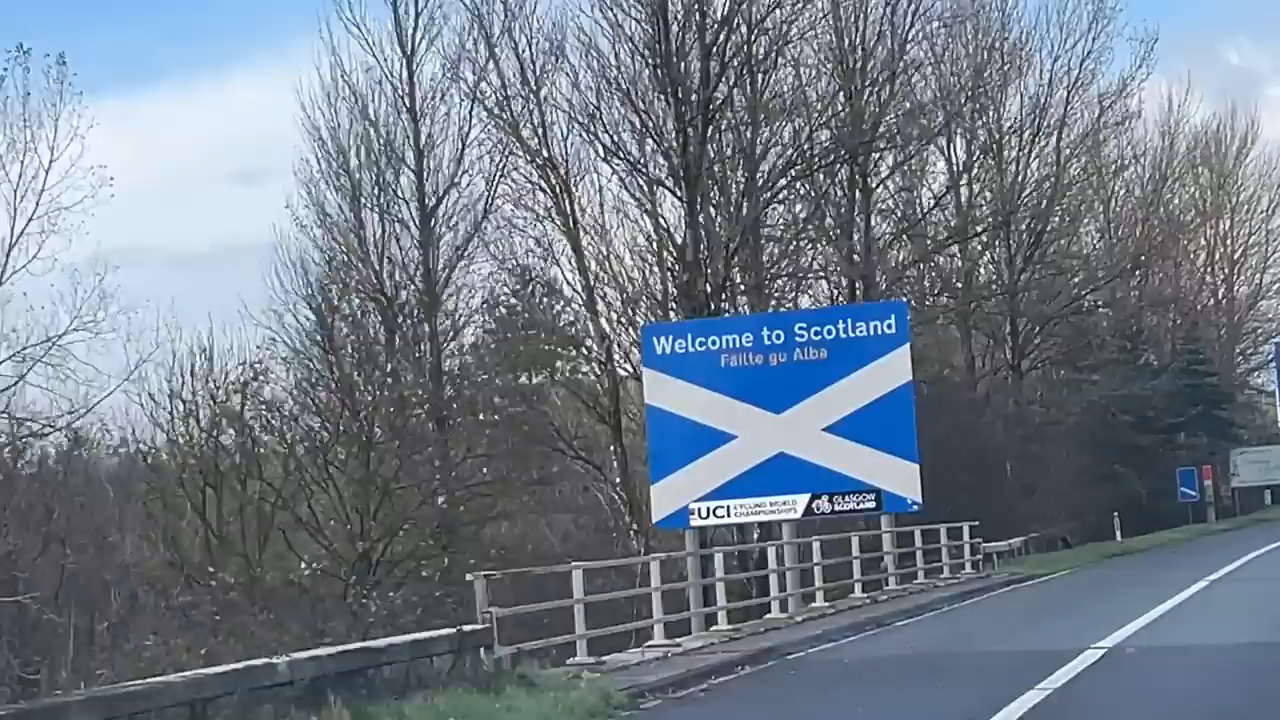 Welcome to Scotland
Fàilte gu Alba
UCI CYCLING WORLD
CHAMPIONSHIPS
GLASGOW
SCOTLAND